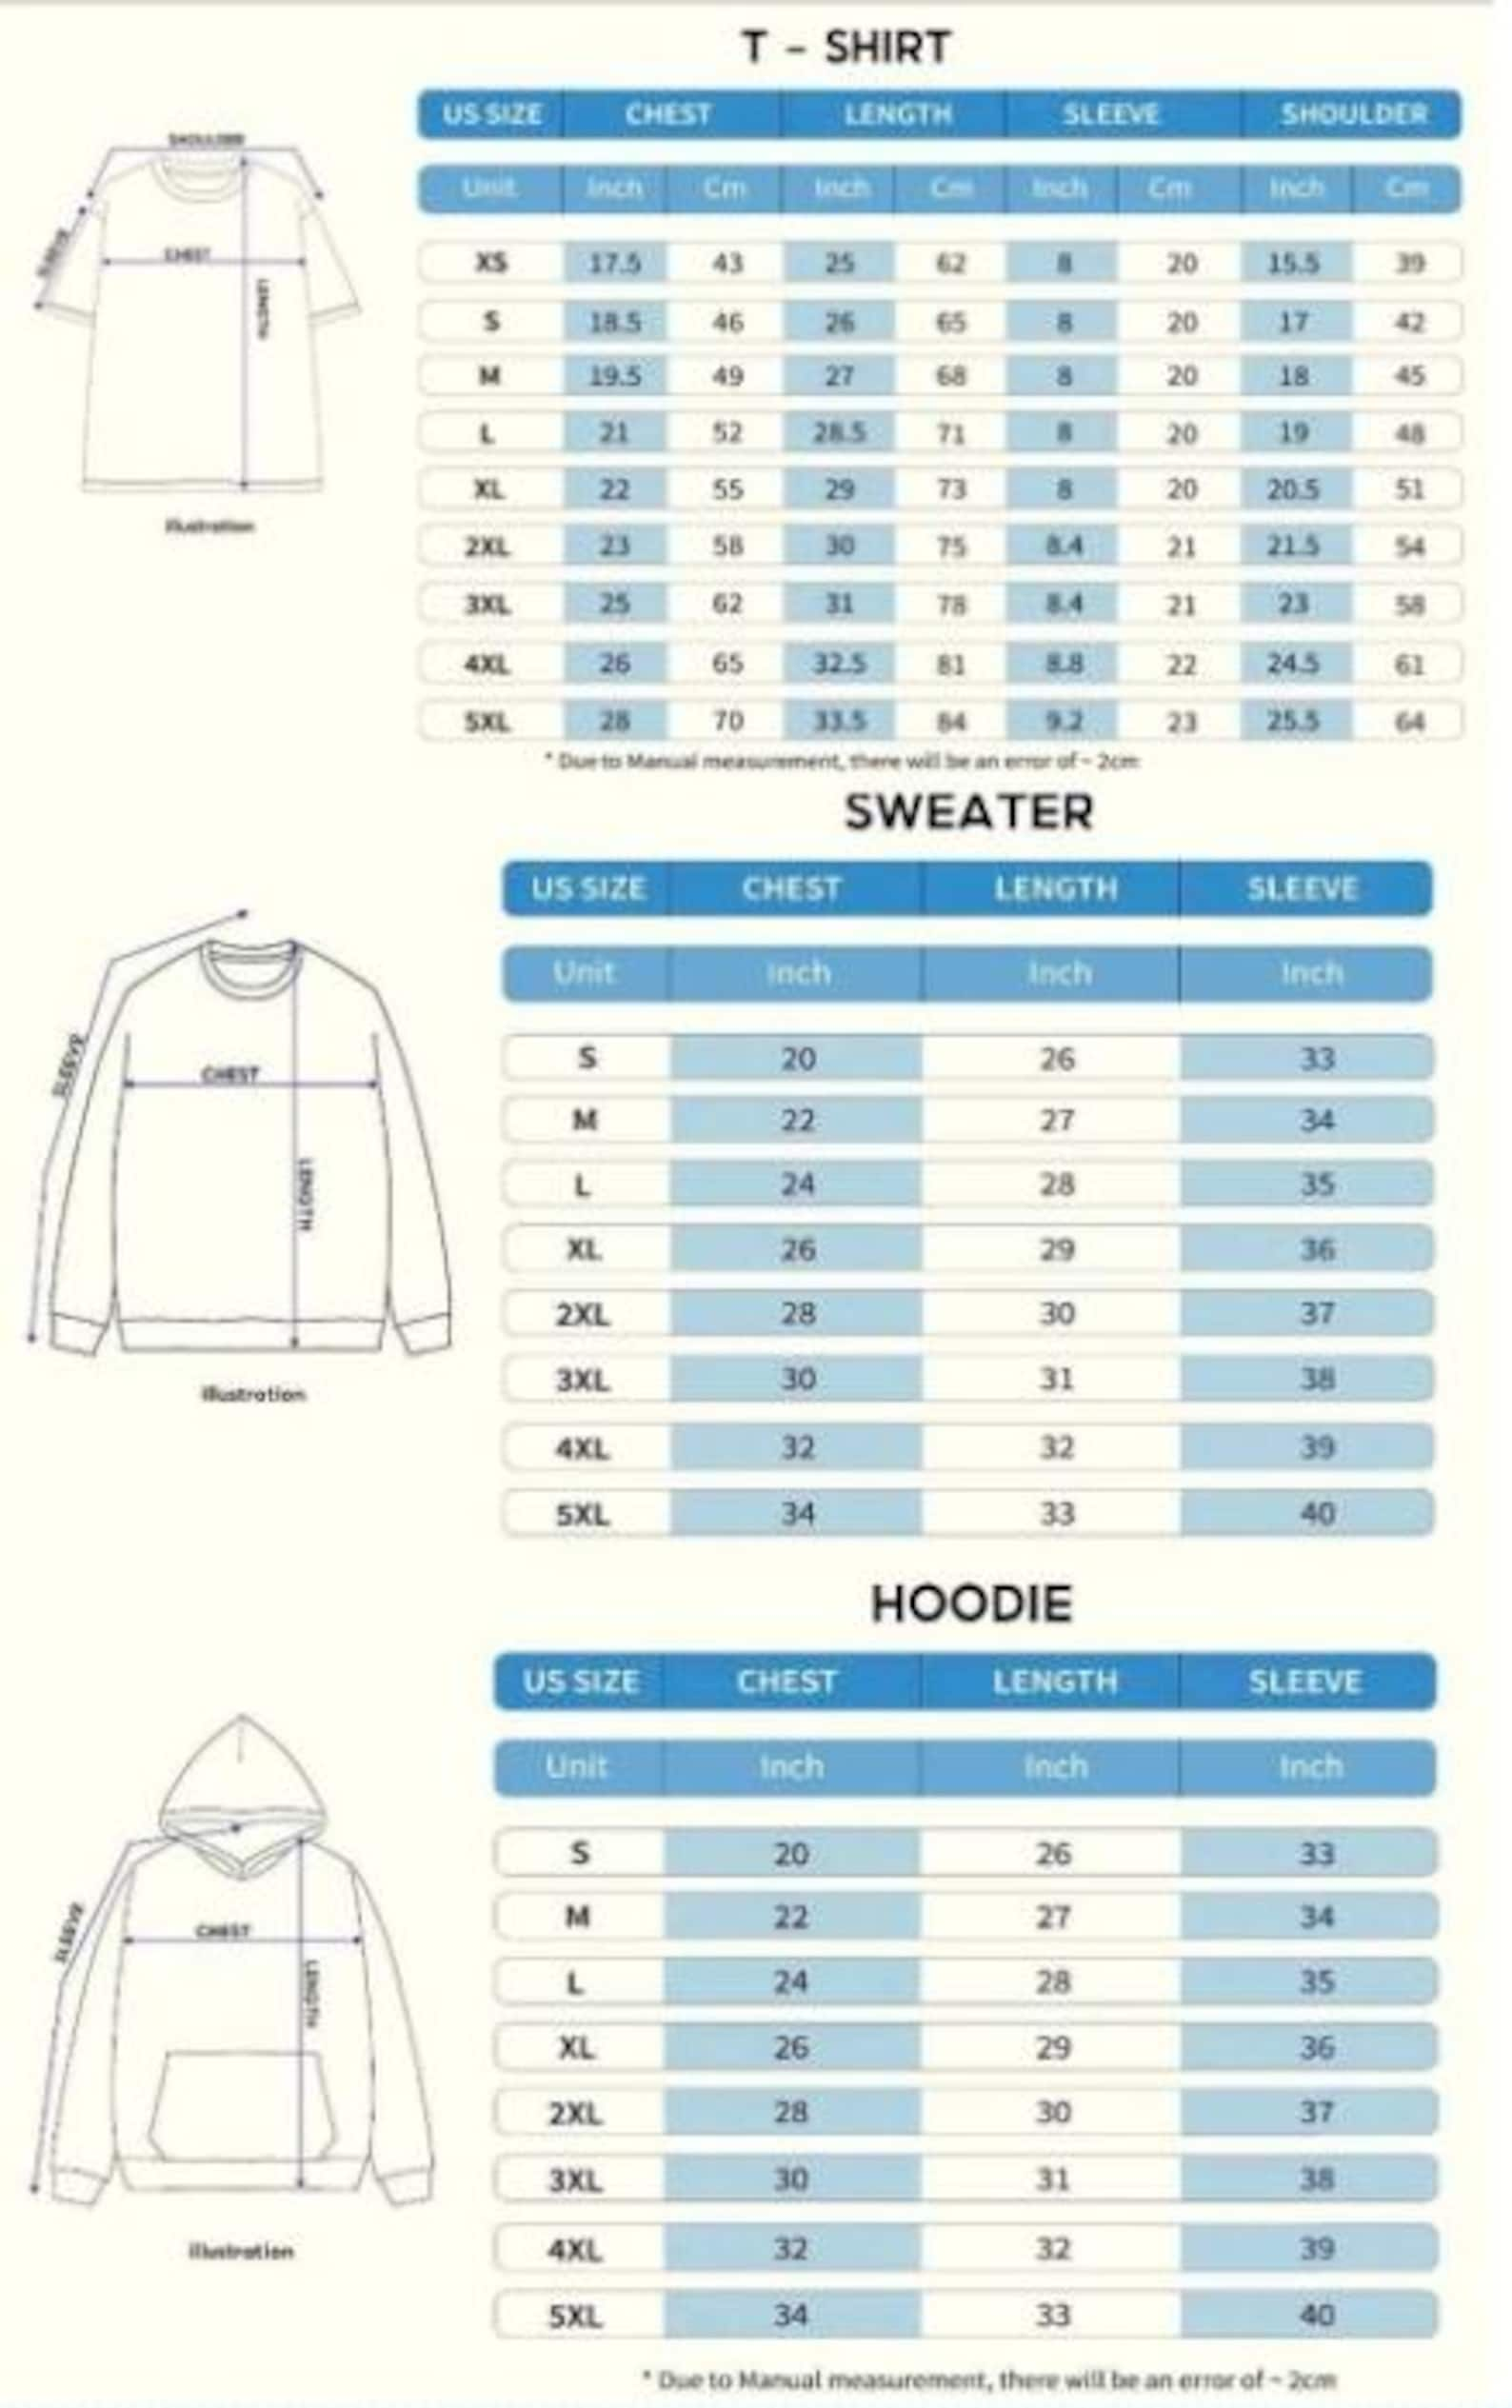 T - SHIRT
US SIZE CHEST LENGTH SLEEVE SHOULDER
Unit Inch Cm Inch Cm Inch Cm Inch Cm
SHOULDER
SLEEVE
CHEST
LENGTH
Illustration
XS 17.5 43 25 62 8 20 15.5 39
S 18.5 46 26 65 8 20 17 42
M 19.5 49 27 68 8 20 18 45
L 21 52 28.5 71 8 20 19 48
XL 22 55 29 73 8 20 20.5 51
2XL 23 58 30 75 8.4 21 21.5 54
3XL 25 62 31 78 8.4 21 23 58
4XL 26 65 32.5 81 8.8 22 24.5 61
5XL 28 70 33.5 84 9.2 23 25.5 64
* Due to Manual measurement, there will be an error of ~ 2cm
SWEATER
US SIZE CHEST LENGTH SLEEVE
Unit Inch Inch Inch
SLEEVE
CHEST
LENGTH
Illustration
S 20 26 33
M 22 27 34
L 24 28 35
XL 26 29 36
2XL 28 30 37
3XL 30 31 38
4XL 32 32 39
5XL 34 33 40
HOODIE
US SIZE CHEST LENGTH SLEEVE
Unit Inch Inch Inch
SLEEVE
CHEST
LENGTH
Illustration
S 20 26 33
M 22 27 34
L 24 28 35
XL 26 29 36
2XL 28 30 37
3XL 30 31 38
4XL 32 32 39
5XL 34 33 40
* Due to Manual measurement, there will be an error of ~ 2cm